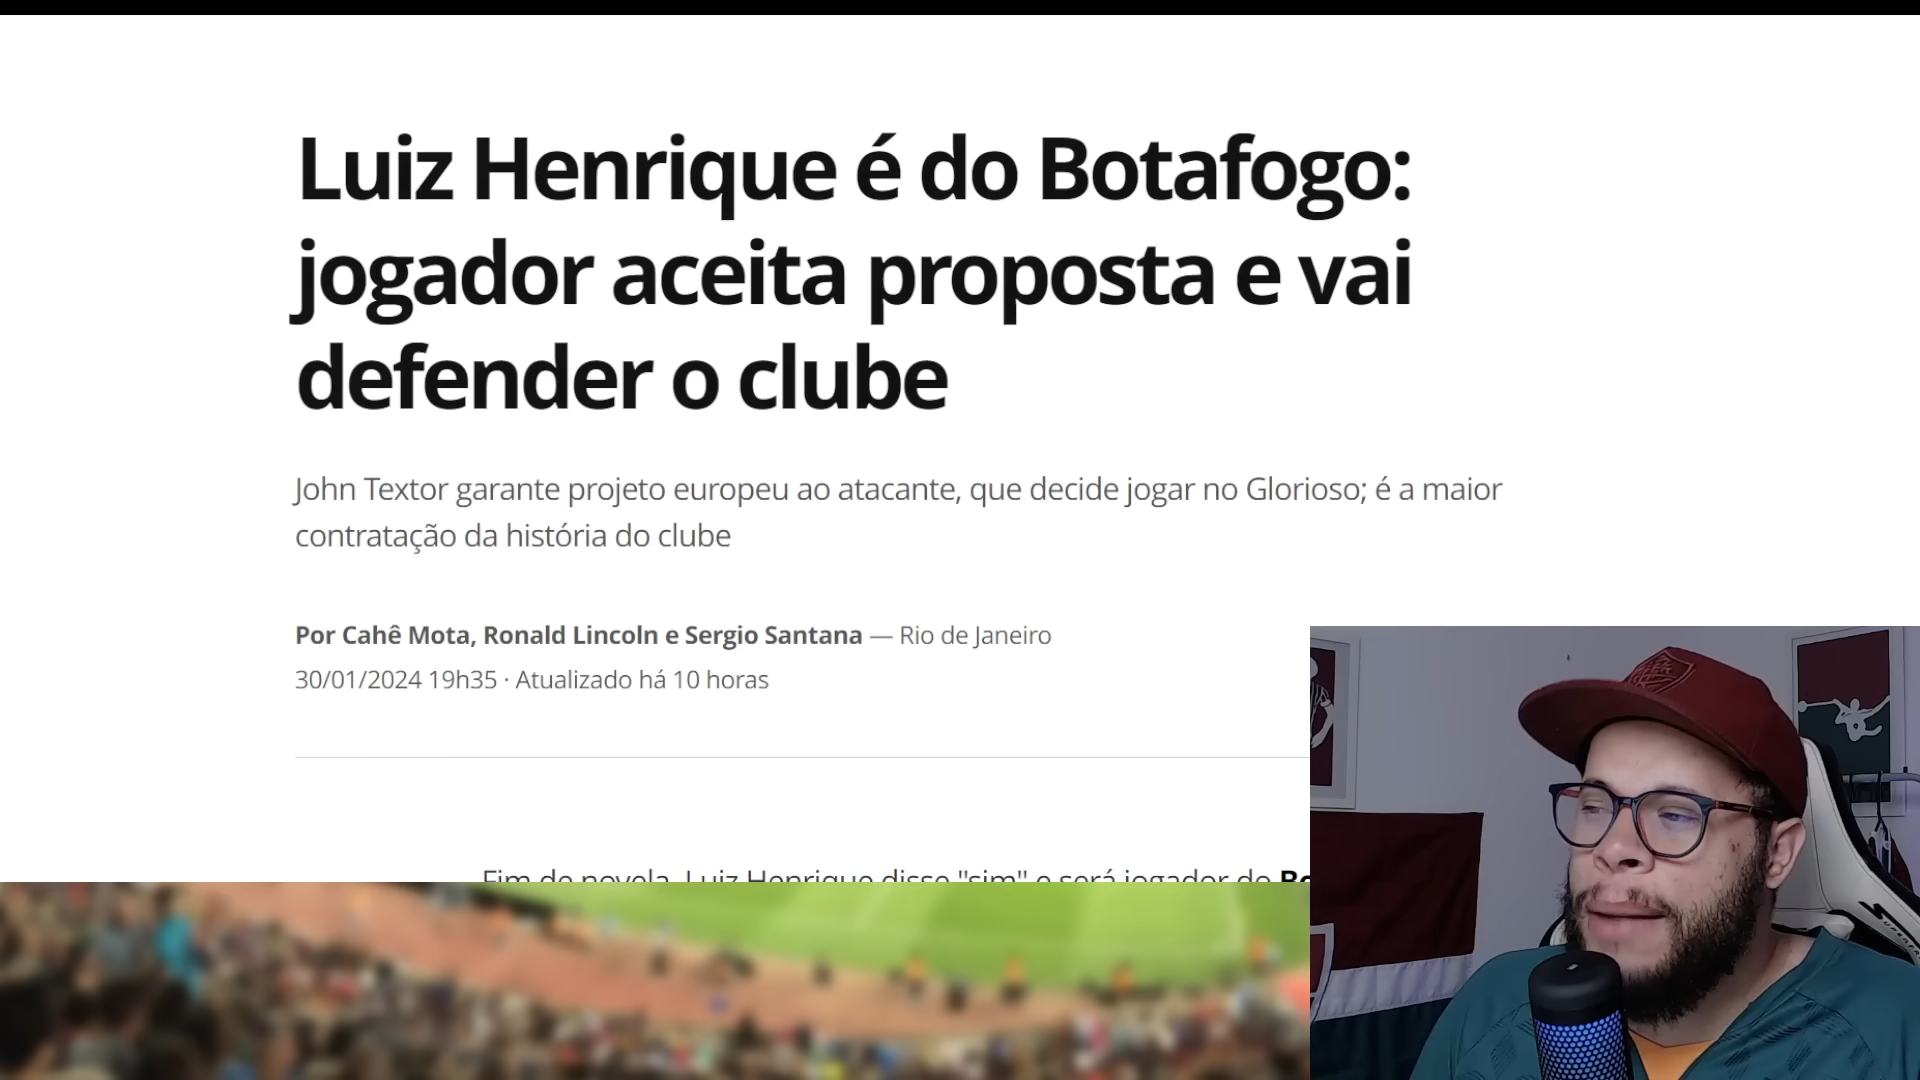 Luiz Henrique é do Botafogo:
jogador aceita proposta e vai
defender o clube
John Textor garante projeto europeu ao atacante, que decide jogar no Glorioso; é a maior
contratação da história do clube
Por Cahê Mota, Ronald Lincoln e Sergio Santana — Rio de Janeiro
30/01/2024 19h35 · Atualizado há 10 horas
Fim de novela. Luiz Henrique disse "sim" e será jogador do